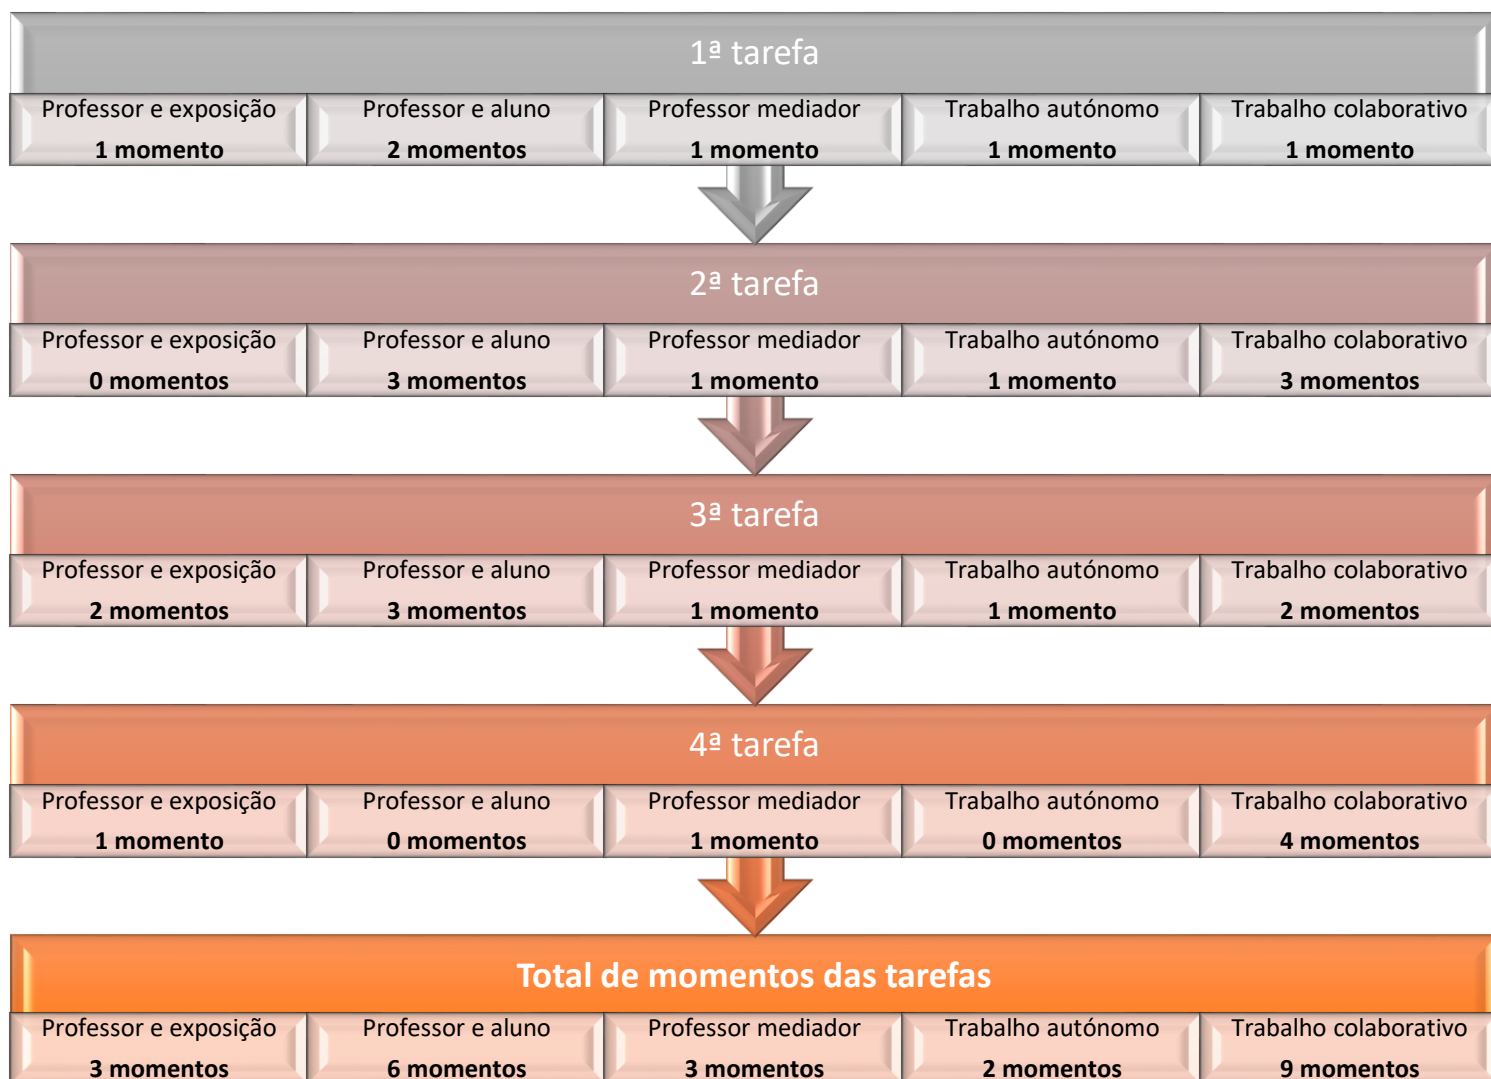 1ª tarefa
Professor e exposição
1 momento
Professor e aluno
2 momentos
Professor mediador
1 momento
Trabalho autónomo
1 momento
Trabalho colaborativo
1 momento
2ª tarefa
Professor e exposição
0 momentos
Professor e aluno
3 momentos
Professor mediador
1 momento
Trabalho autónomo
1 momento
Trabalho colaborativo
3 momentos
3ª tarefa
Professor e exposição
2 momentos
Professor e aluno
3 momentos
Professor mediador
1 momento
Trabalho autónomo
1 momento
Trabalho colaborativo
2 momentos
4ª tarefa
Professor e exposição
1 momento
Professor e aluno
0 momentos
Professor mediador
1 momento
Trabalho autónomo
0 momentos
Trabalho colaborativo
4 momentos
Total de momentos das tarefas
Professor e exposição
3 momentos
Professor e aluno
6 momentos
Professor mediador
3 momentos
Trabalho autónomo
2 momentos
Trabalho colaborativo
9 momentos